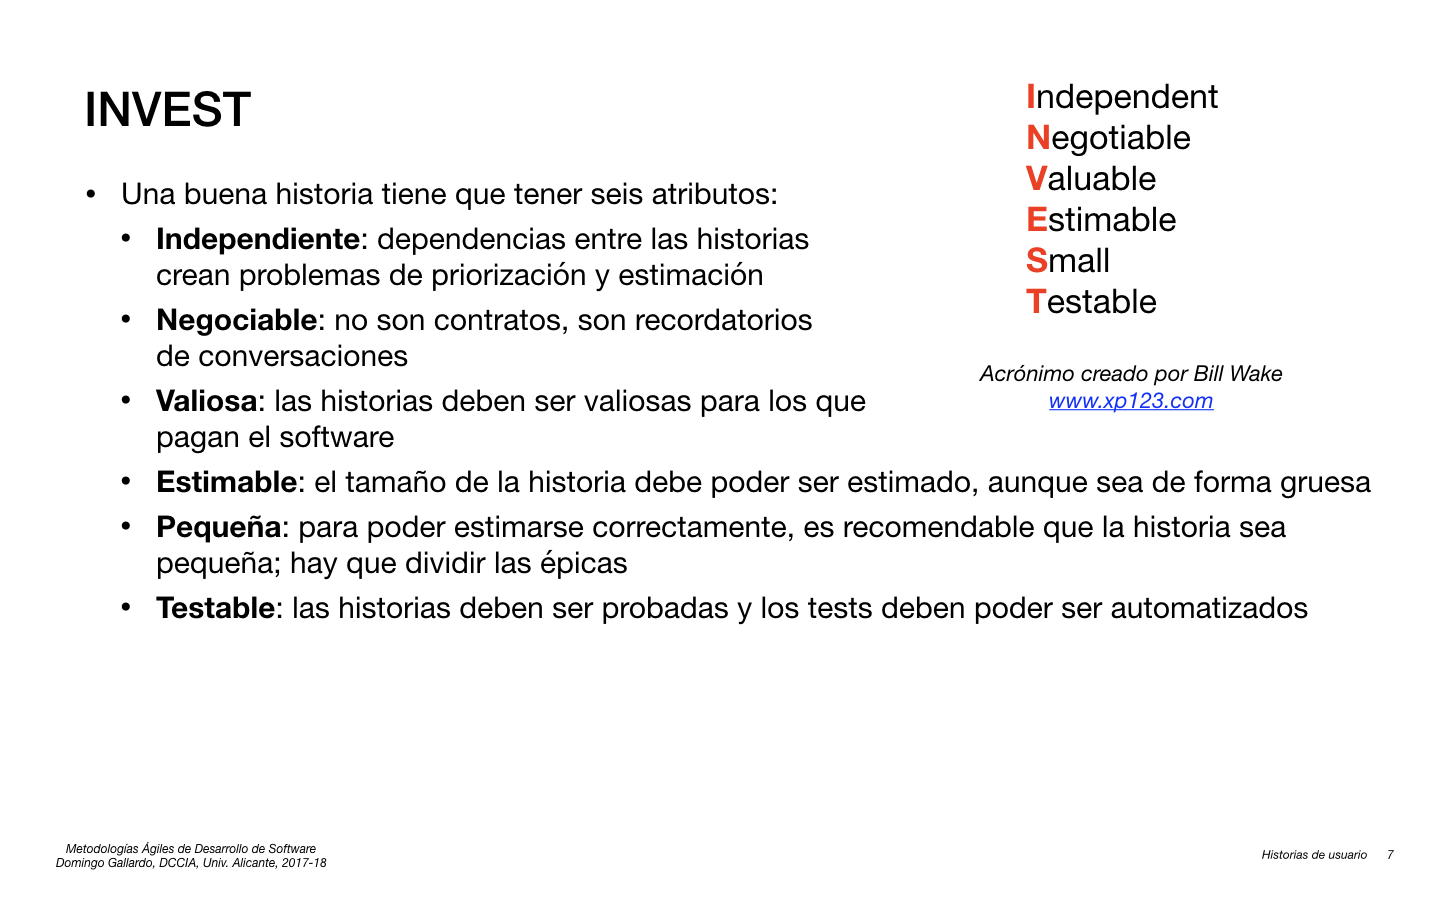 INVEST
• Una buena historia tiene que tener seis atributos:
• Independiente: dependencias entre las historias
crean problemas de priorización y estimación
• Negociable: no son contratos, son recordatorios
de conversaciones
• Valiosa: las historias deben ser valiosas para los que
pagan el software
• Estimable: el tamaño de la historia debe poder ser estimado, aunque sea de forma gruesa
• Pequeña: para poder estimarse correctamente, es recomendable que la historia sea
pequeña; hay que dividir las épicas
• Testable: las historias deben ser probadas y los tests deben poder ser automatizados
Independent
Negotiable
Valuable
Estimable
Small
Testable
Acrónimo creado por Bill Wake
www.xp123.com
Metodologías Ágiles de Desarrollo de Software
Domingo Gallardo, DCCIA, Univ. Alicante, 2017-18
Historias de usuario 7